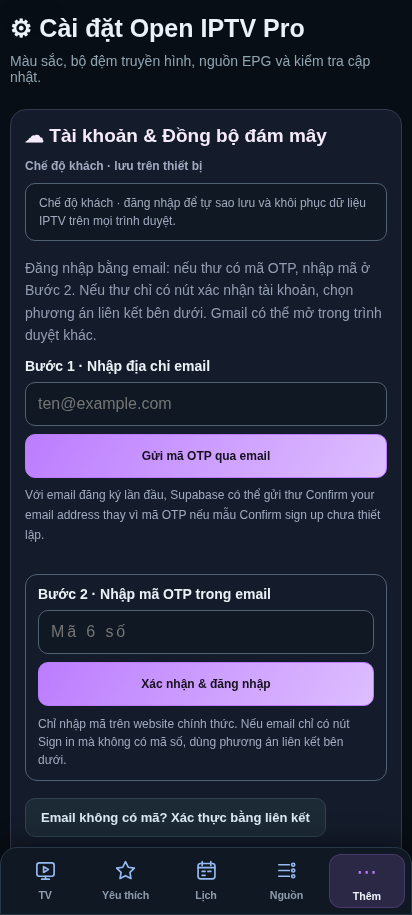 ⚙ Cài đặt Open IPTV Pro
Màu sắc, bộ đệm truyền hình, nguồn EPG và kiểm tra cập
nhật.
☁ Tài khoản & Đồng bộ đám mây
Chế độ khách · lưu trên thiết bị
Chế độ khách · đăng nhập để tự sao lưu và khôi phục dữ liệu
IPTV trên mọi trình duyệt.
Đăng nhập bằng email: nếu thư có mã OTP, nhập mã ở
Bước 2. Nếu thư chỉ có nút xác nhận tài khoản, chọn
phương án liên kết bên dưới. Gmail có thể mở trong trình
duyệt khác.
Bước 1 · Nhập địa chỉ email
ten@example.com
Gửi mã OTP qua email
Với email đăng ký lần đầu, Supabase có thể gửi thư Confirm your
email address thay vì mã OTP nếu mẫu Confirm sign up chưa thiết
lập.
Bước 2 · Nhập mã OTP trong email
Mã 6 số
Xác nhận & đăng nhập
Chỉ nhập mã trên website chính thức. Nếu email chỉ có nút
Sign in mà không có mã số, dùng phương án liên kết bên
dưới.
Email không có mã? Xác thực bằng liên kết
TV
Yêu thích
Lịch
Nguồn
Thêm